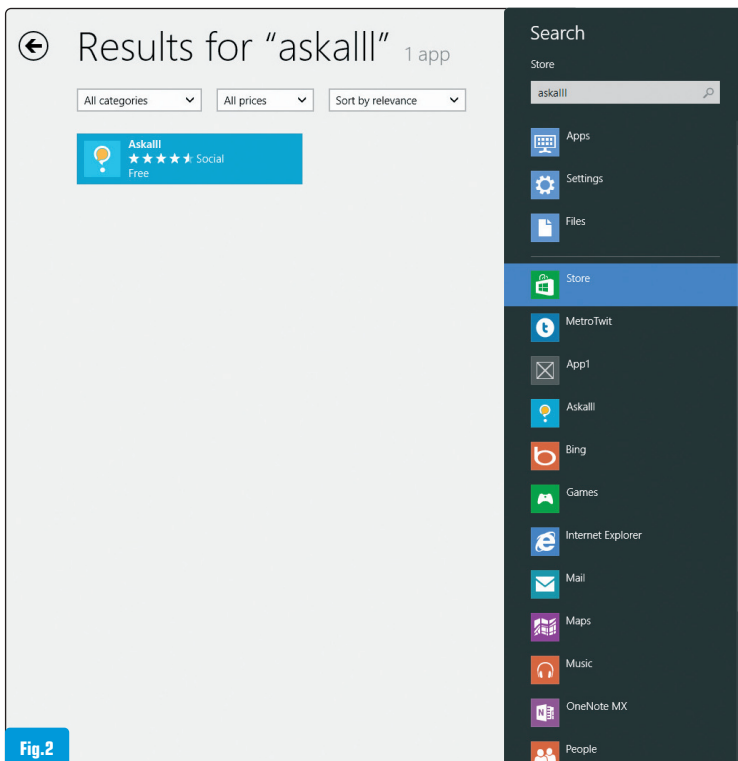 Results for “askalll” 1 app
All categories All prices Sort by relevance
Askalll
Social
Free
Search
Store
askalll
Apps
Settings
Files
Store
MetroTwit
App1
Askalll
Bing
Games
Internet Explorer
Mail
Maps
Music
OneNote MX
People
Fig.2